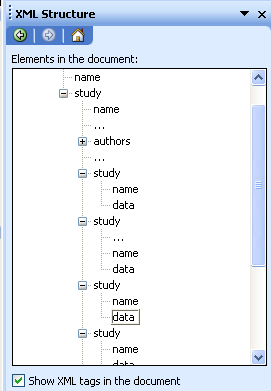 XML Structure
Elements in the document:
name
study
name
...
authors
...
study
name
data
study
...
name
data
study
name
data
study
name
data
Show XML tags in the document